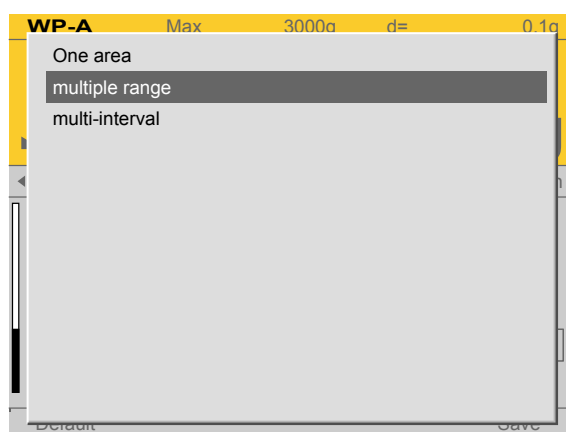 WP-A Max 3000g d= 0.1g
One area
multiple range
multi-interval
Default Save